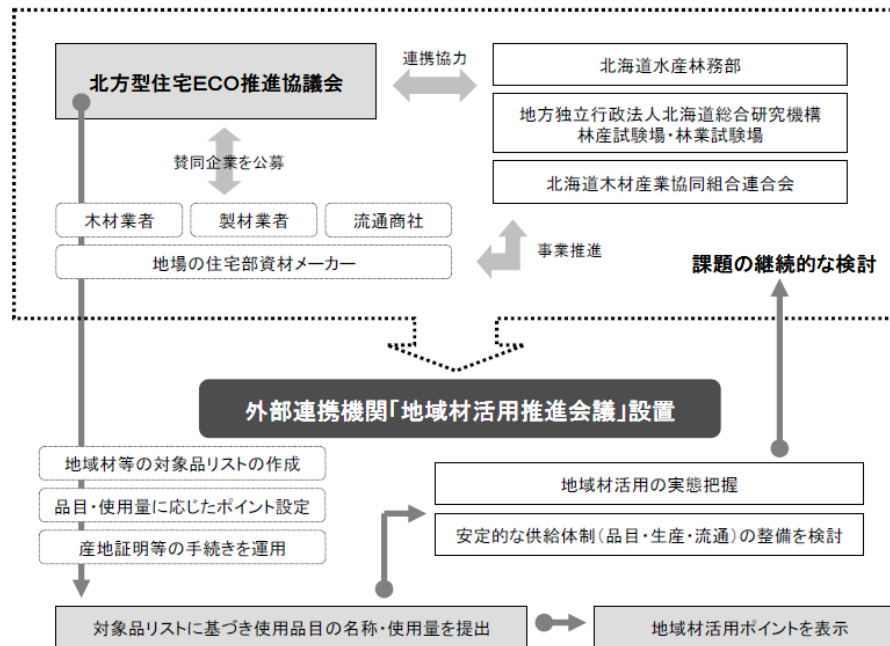 北方型住宅ECO推進協議会
連携協力
北海道水産林務部
地方独立行政法人北海道総合研究機構
林産試験場・林業試験場
北海道木材産業協同組合連合会
賛同企業を公募
木材業者
製材業者
流通商社
地場の住宅部資材メーカー
事業推進
課題の継続的な検討
外部連携機関「地域材活用推進会議」設置
地域材等の対象品リストの作成
品目・使用量に応じたポイント設定
産地証明等の手続きを運用
地域材活用の実態把握
安定的な供給体制(品目・生産・流通)の整備を検討
対象品リストに基づき使用品目の名称・使用量を提出
地域材活用ポイントを表示